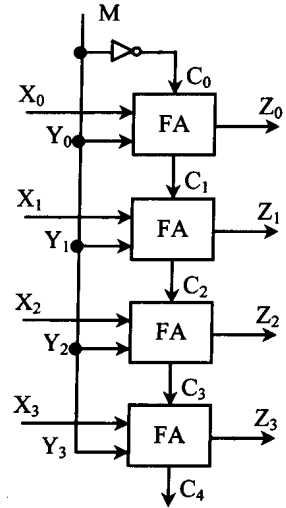 M
C₀
X₀
FA
Z₀
Y₀
C₁
X₁
FA
Z₁
Y₁
C₂
X₂
FA
Z₂
Y₂
C₃
X₃
FA
Z₃
Y₃
C₄